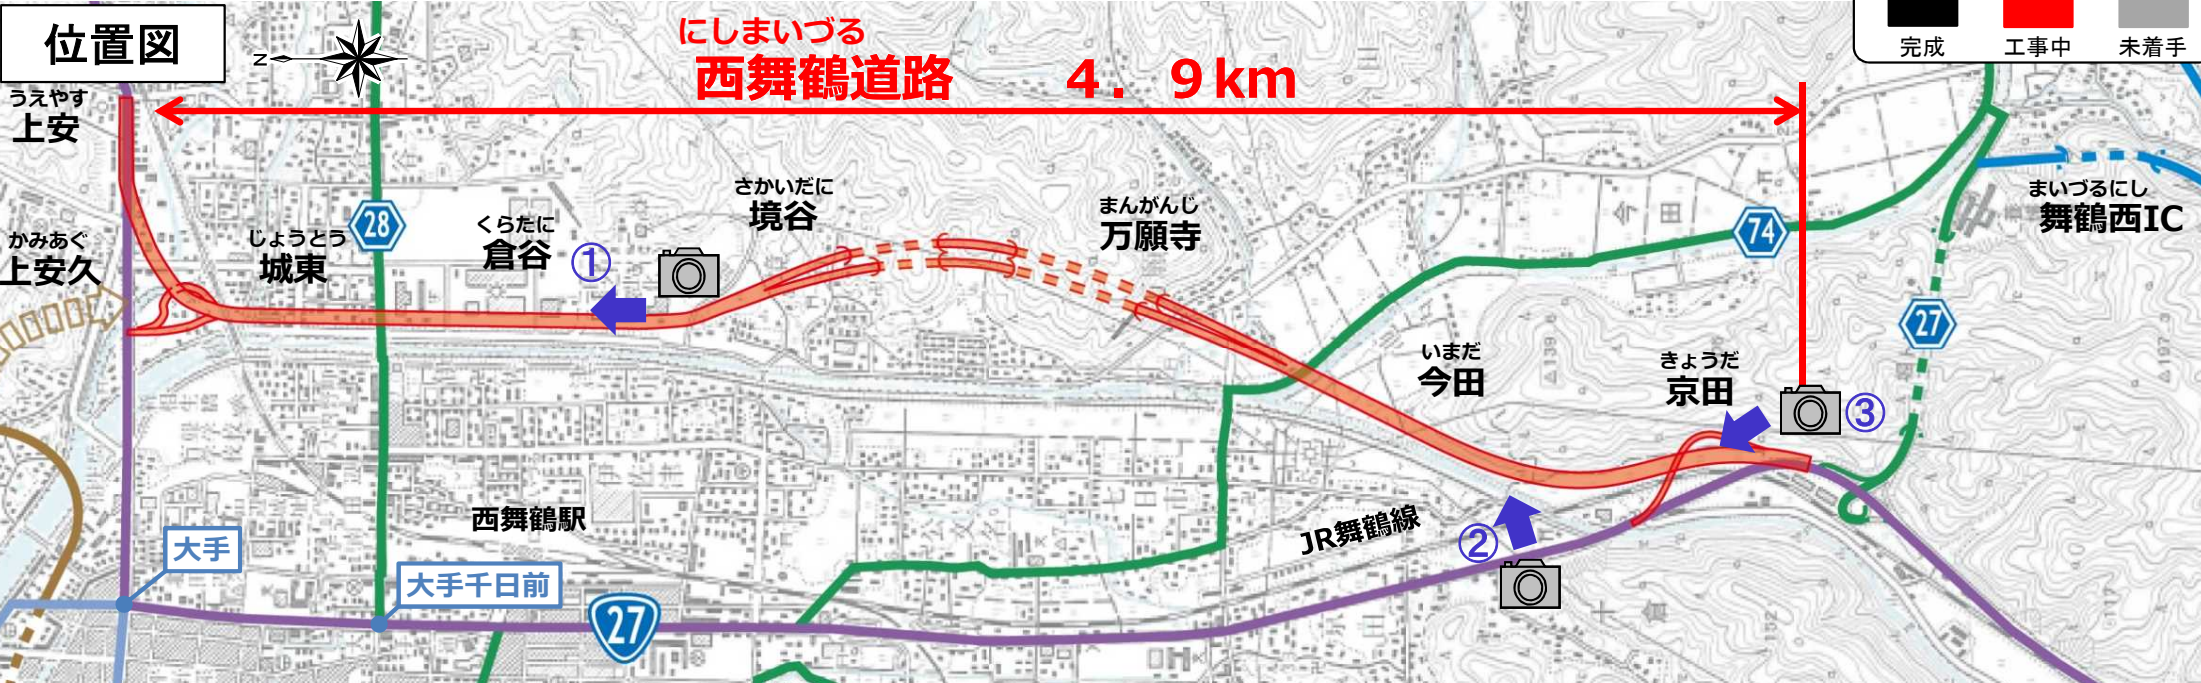 位置図
N
にしまいづる
西舞鶴道路 4.9km
完成
工事中
未着手
うえやす
上安
かみあぐ
上安久
じょうとう
城東
28
くらたに
倉谷
①
さかいだに
境谷
まんがんじ
万願寺
今田
74
まいづるにし
舞鶴西IC
27
いまだ
今田
きょうだ
京田
③
西舞鶴駅
JR舞鶴線
②
大手
大手千日前
27
十倉